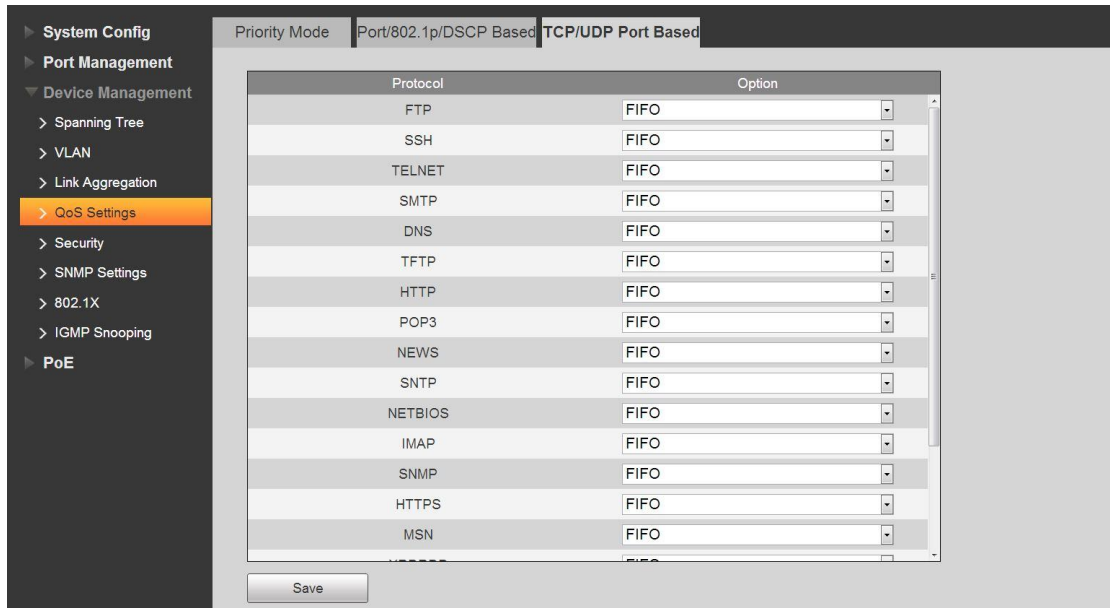 System Config
Port Management
Device Management
> Spanning Tree
> VLAN
> Link Aggregation
> QoS Settings
> Security
> SNMP Settings
> 802.1X
> IGMP Snooping
PoE
Priority Mode Port/802.1p/DSCP Based TCP/UDP Port Based
Protocol Option
FTP FIFO
SSH FIFO
TELNET FIFO
SMTP FIFO
DNS FIFO
TFTP FIFO
HTTP FIFO
POP3 FIFO
NEWS FIFO
SNTP FIFO
NETBIOS FIFO
IMAP FIFO
SNMP FIFO
HTTPS FIFO
MSN FIFO
Save